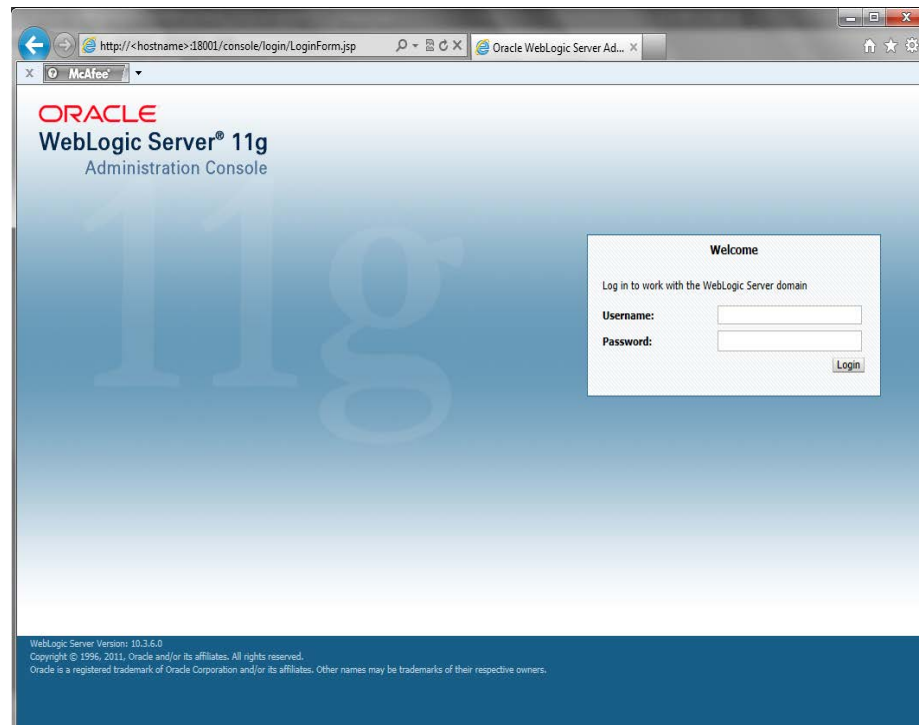 http://<hostname>:18001/console/login/LoginForm.jsp
Oracle WebLogic Server Ad...
McAfee
ORACLE
WebLogic Server® 11g
Administration Console
11g
Welcome
Log in to work with the WebLogic Server domain
Username:
Password:
Login
WebLogic Server Version: 10.3.6.0
Copyright © 1996, 2011, Oracle and/or its affiliates. All rights reserved.
Oracle is a registered trademark of Oracle Corporation and/or its affiliates. Other names may be trademarks of their respective owners.